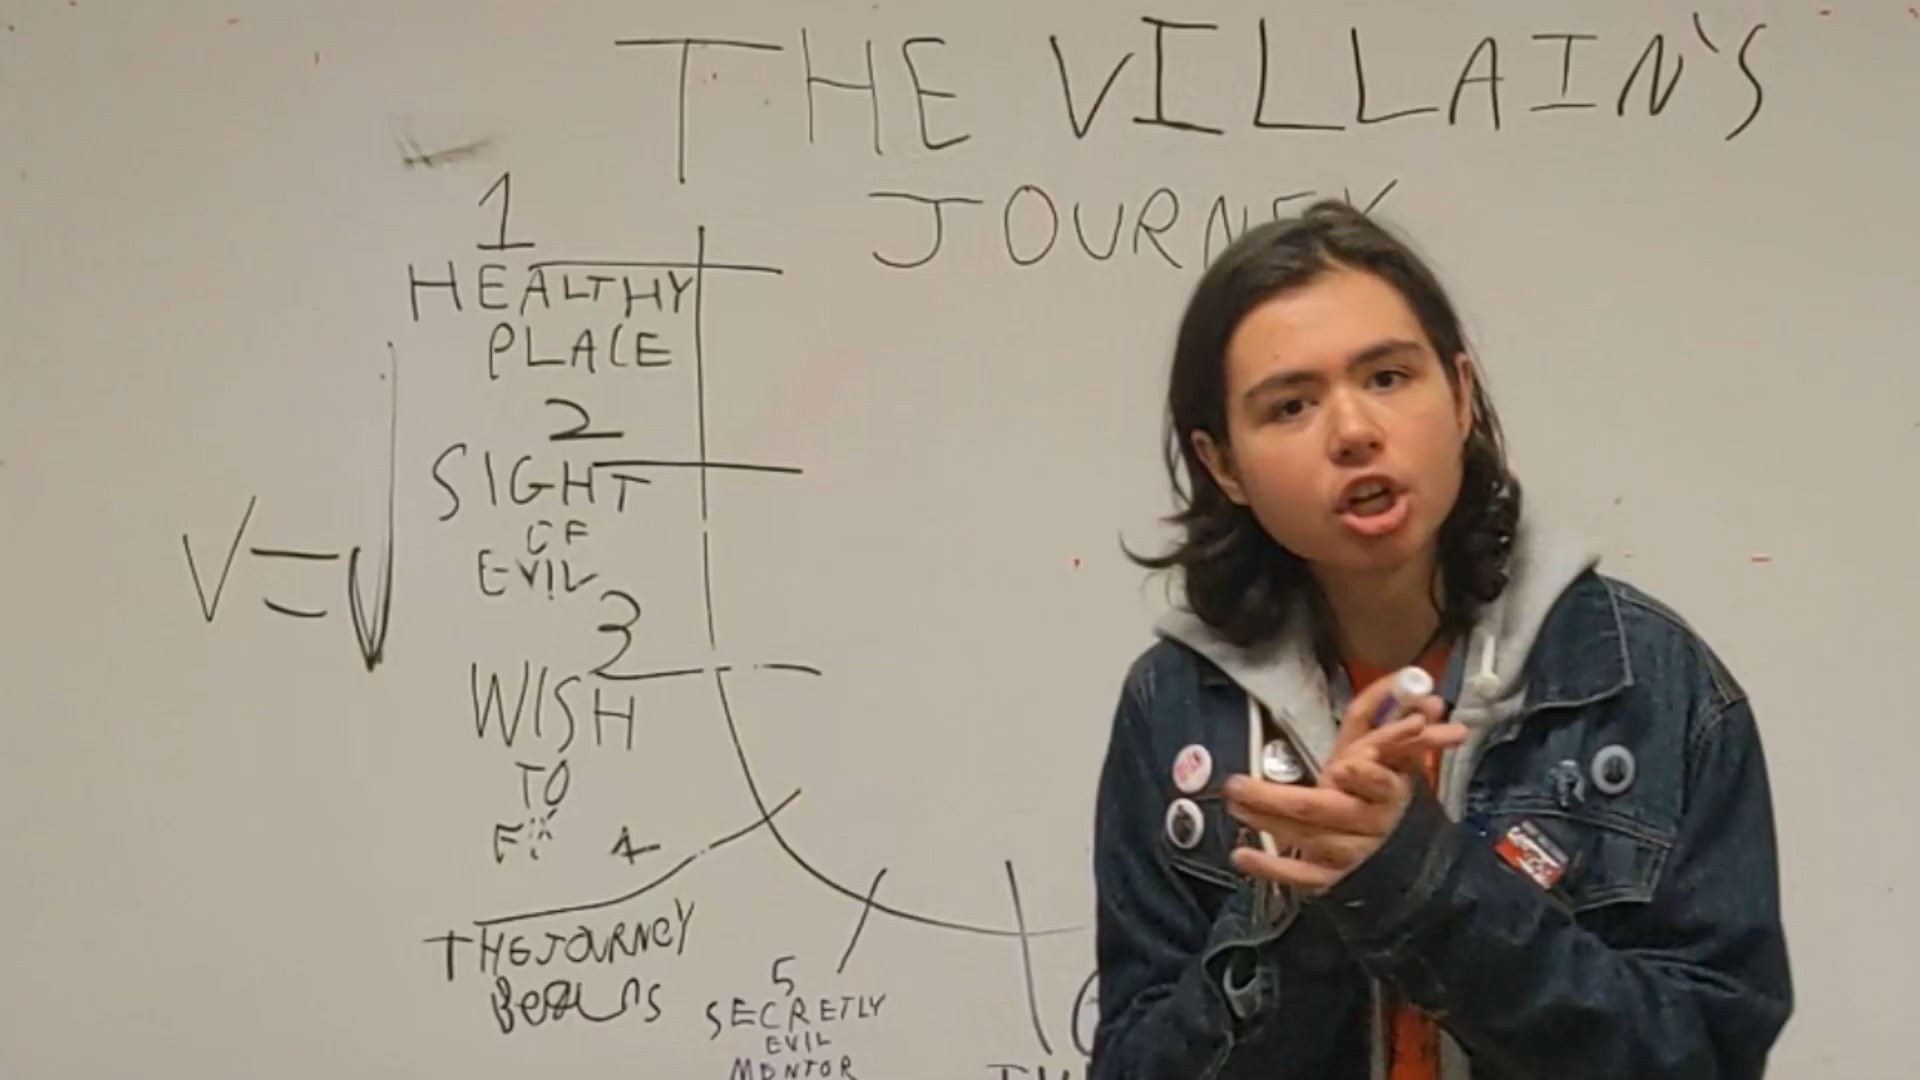 THE VILLAIN'S
JOURNEY
1
HEALTHY
PLACE
2
SIGHT
OF
EVIL
3
WISH
TO
4
THE JOURNEY
BEGINS
V=
5
SECRETLY
EVIL
MENTOR